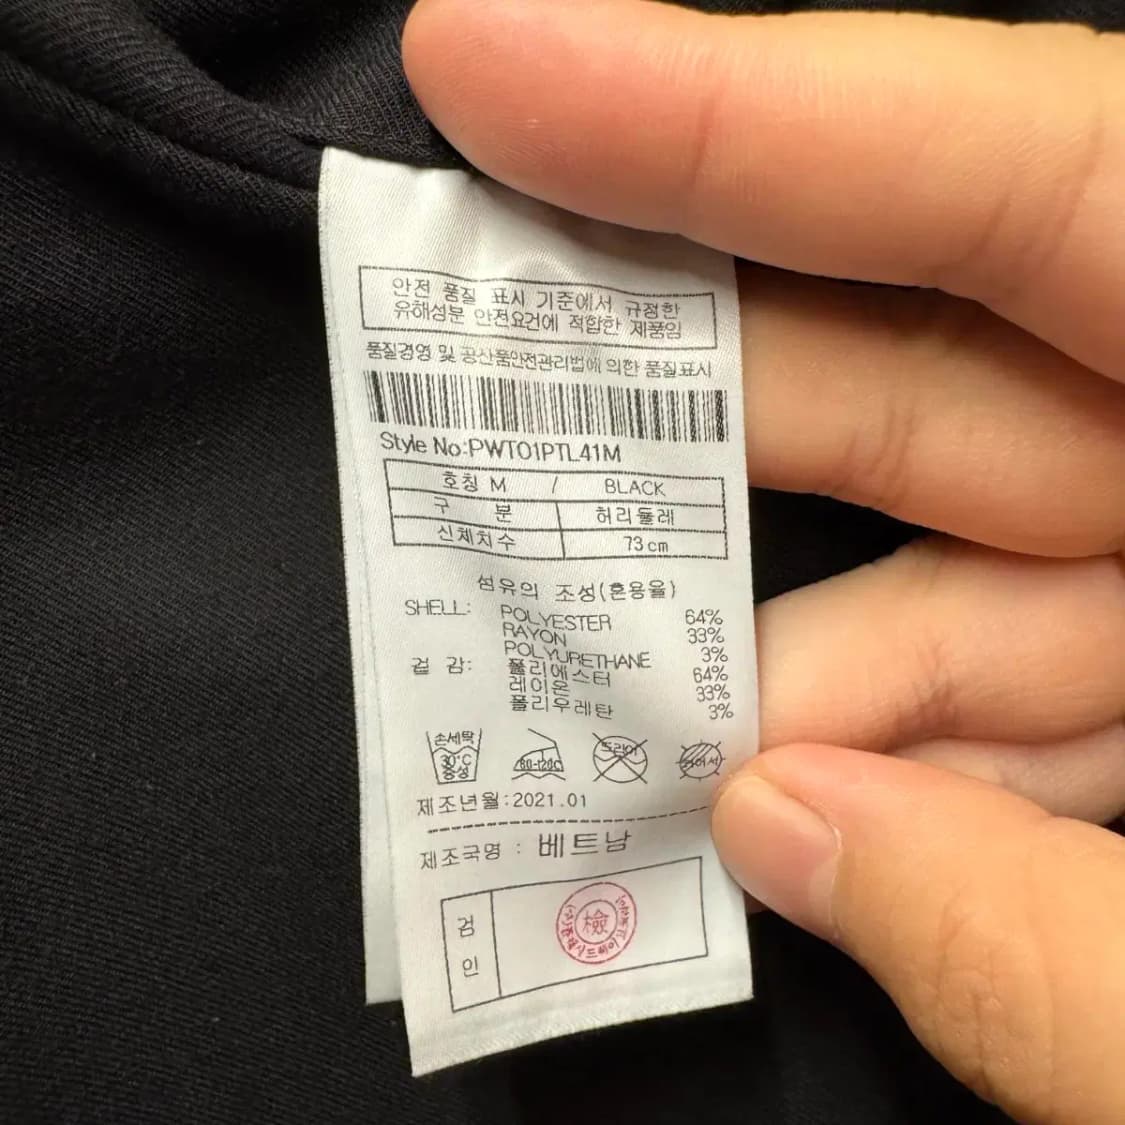 안전 품질 표시 기준에서 규정한
유해성분 안전요건에 적합한 제품임
품질경영 및 공산품안전관리법에 의한 품질표시
Style No:PWT01PTL41M
호칭 M / BLACK
구 분 허리둘레
신체치수 73cm
섬유의 조성(혼용율)
SHELL: POLYESTER 64%
RAYON 33%
POLYURETHANE 3%
겉 감: 폴리에스터 64%
레이온 33%
폴리우레탄 3%
손세탁
30°C
중성
80-120C
드라이
제조년월:2021.01
제조국명 : 베트남
검
인
檢